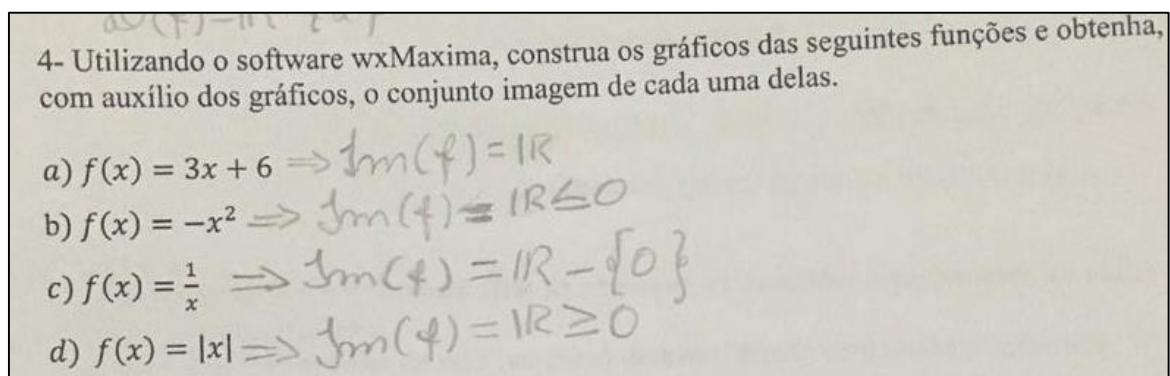 4- Utilizando o software wxMaxima, construa os gráficos das seguintes funções e obtenha,
com auxílio dos gráficos, o conjunto imagem de cada uma delas.
a) f(x) = 3x + 6 => Im(f) = IR
b) f(x) = −x² => Im(f) = IR ≤ 0
c) f(x) = 1/x => Im(f) = IR − {0}
d) f(x) = |x| => Im(f) = IR ≥ 0